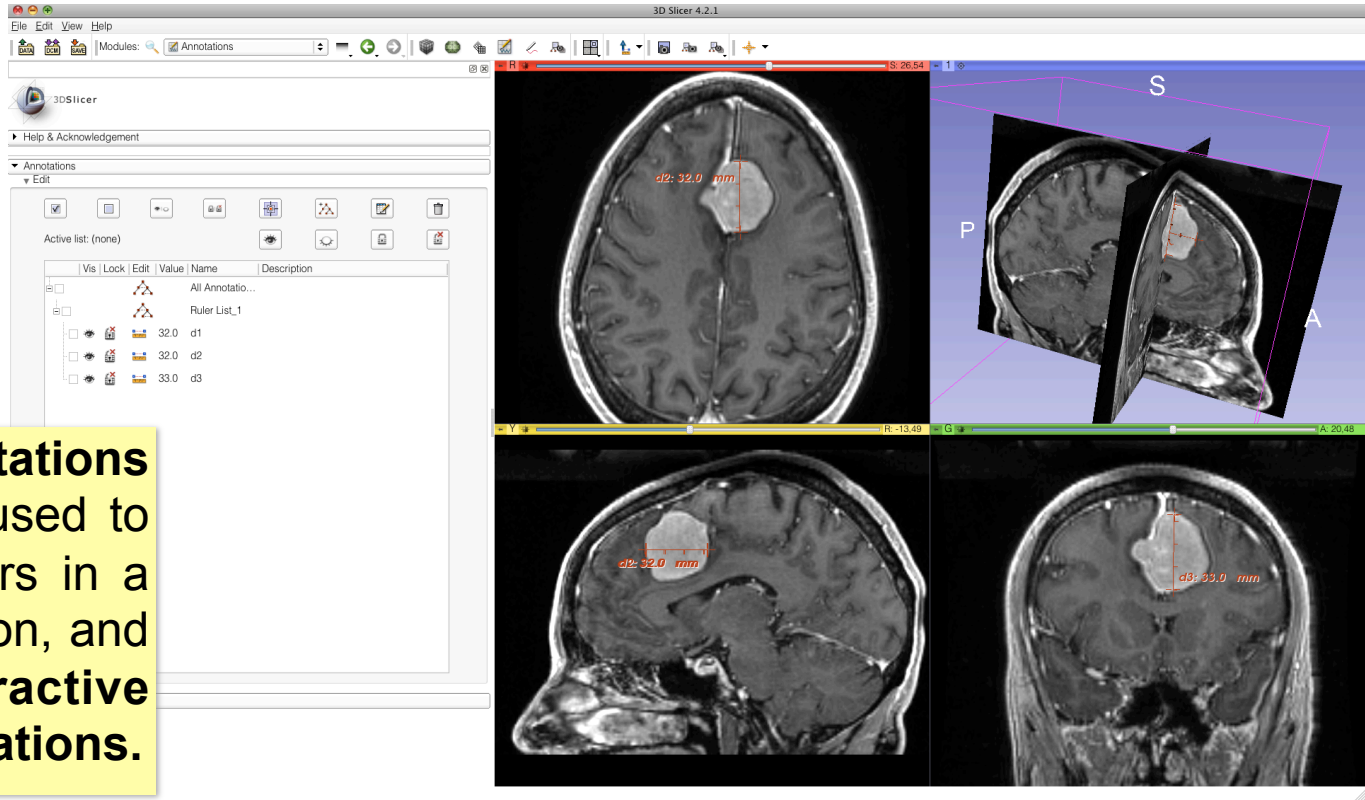 3D Slicer 4.2.1
File Edit View Help
DATA DCM SAVE Modules: Annotations
3DSlicer
Help & Acknowledgement
Annotations
Edit
Active list: (none)
Vis Lock Edit Value Name Description
All Annotatio...
Ruler List_1
32.0 d1
32.0 d2
33.0 d3
tations
used to
rs in a
on, and
ractive
ations.
R S: 26,54
d2: 32.0 mm
1
S
P
A
Y R: -13,49
d2: 32.0 mm
G A: 20,48
d3: 33.0 mm